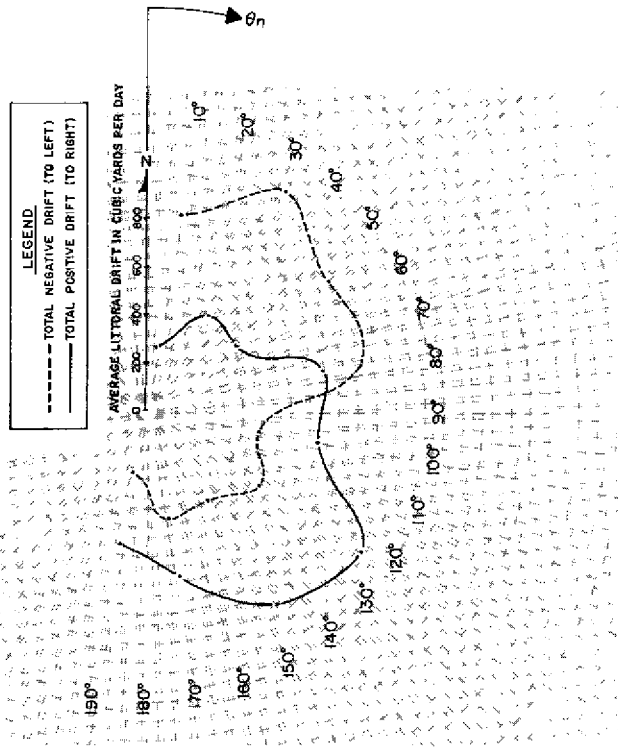 θn
LEGEND
TOTAL NEGATIVE DRIFT (TO LEFT)
TOTAL POSITIVE DRIFT (TO RIGHT)
AVERAGE LITTORAL DRIFT IN CUBIC YARDS PER DAY
0 200 400 600 800
N
10°
20°
30°
40°
50°
60°
70°
80°
90°
100°
110°
120°
130°
140°
150°
160°
170°
180°
190°